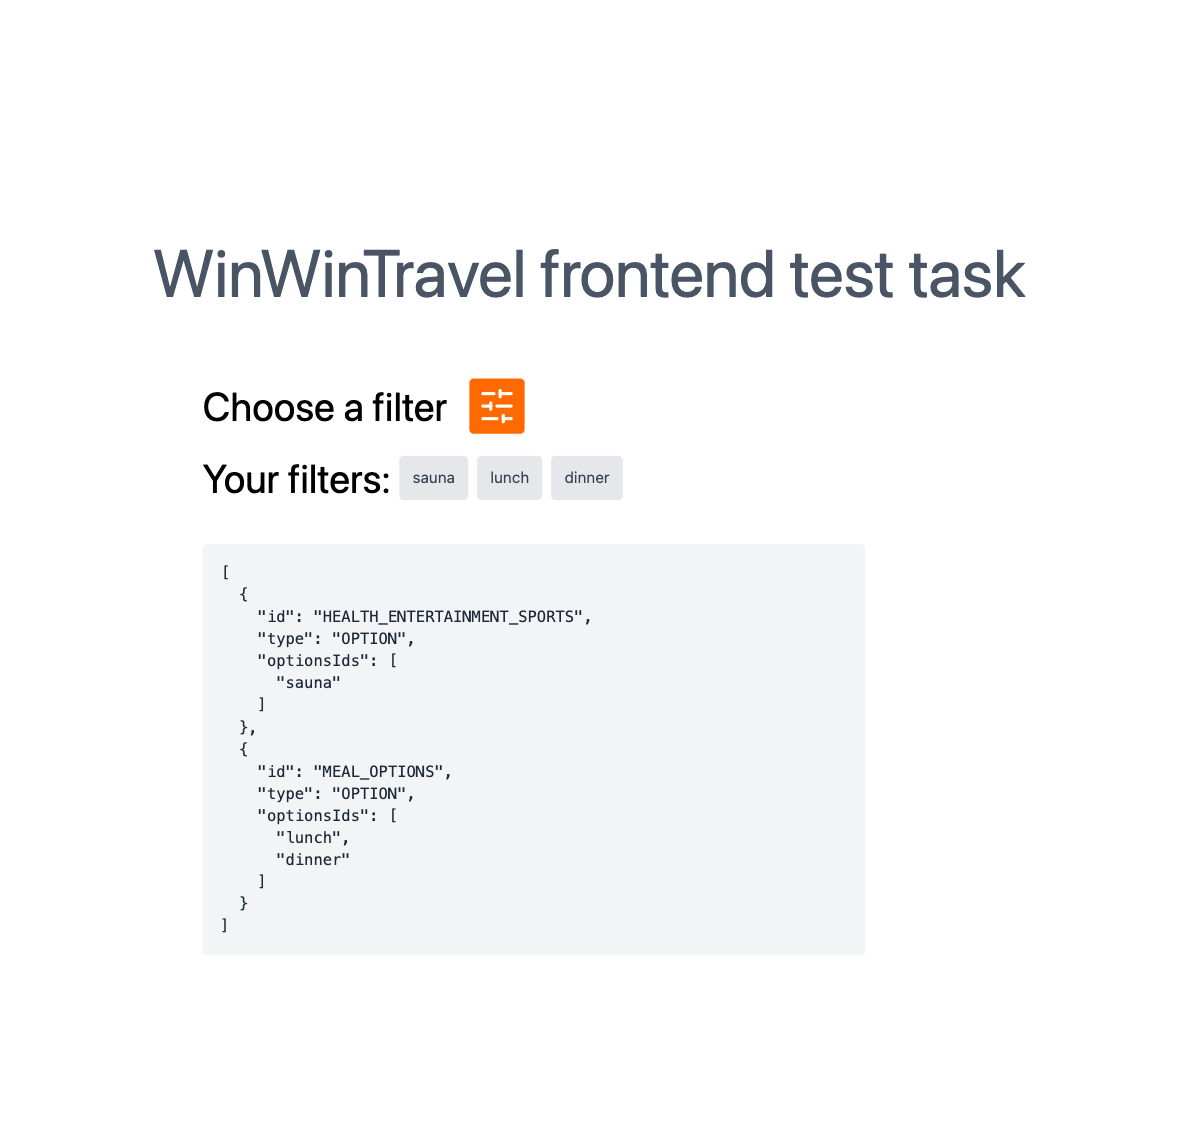 WinWinTravel frontend test task
Choose a filter
Your filters: sauna lunch dinner
[
  {
    "id": "HEALTH_ENTERTAINMENT_SPORTS",
    "type": "OPTION",
    "optionsIds": [
      "sauna"
    ]
  },
  {
    "id": "MEAL_OPTIONS",
    "type": "OPTION",
    "optionsIds": [
      "lunch",
      "dinner"
    ]
  }
]